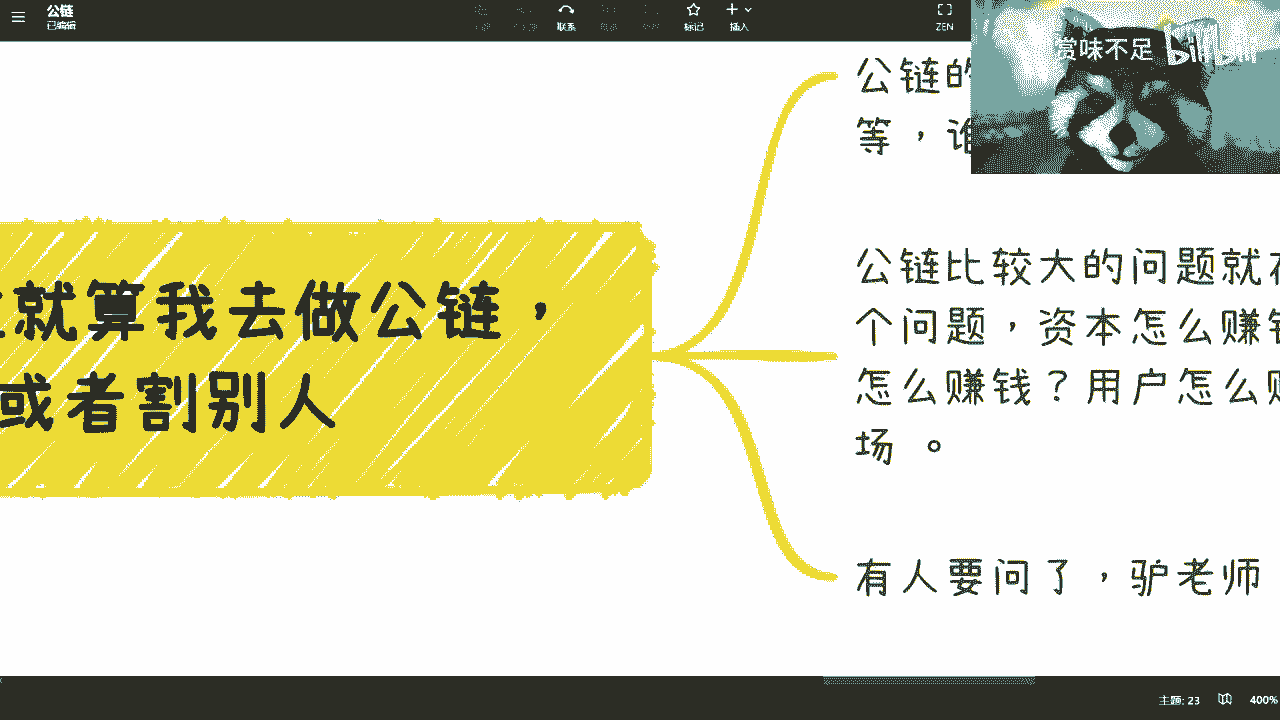 公链
已编辑
联系
标记
插入
ZEN
赏味不足 bilibili
公链的
等，谁
就算我去做公链，
或者割别人
公链比较大的问题就在
个问题，资本怎么赚钱
怎么赚钱？用户怎么赚
场 。
有人要问了，驴老师
主题: 23
400%